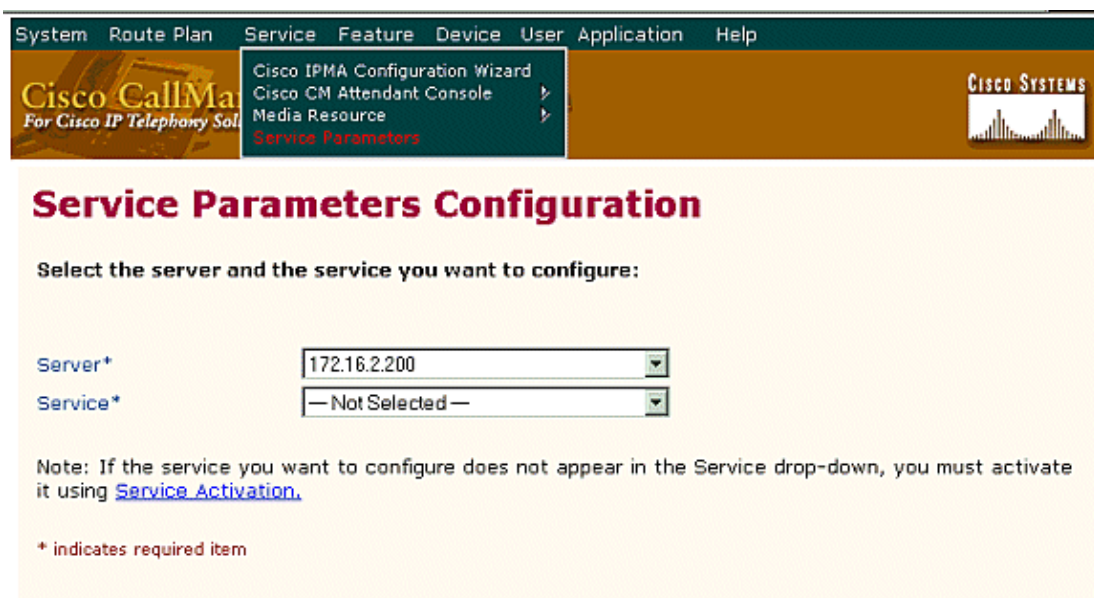 System Route Plan Service Feature Device User Application Help
Cisco IPMA Configuration Wizard
Cisco CM Attendant Console
Media Resource
Service Parameters
Cisco CallMa
For Cisco IP Telephony Sol
CISCO SYSTEMS
Service Parameters Configuration
Select the server and the service you want to configure:
Server* 172.16.2.200
Service* — Not Selected —
Note: If the service you want to configure does not appear in the Service drop-down, you must activate
it using Service Activation.
* indicates required item